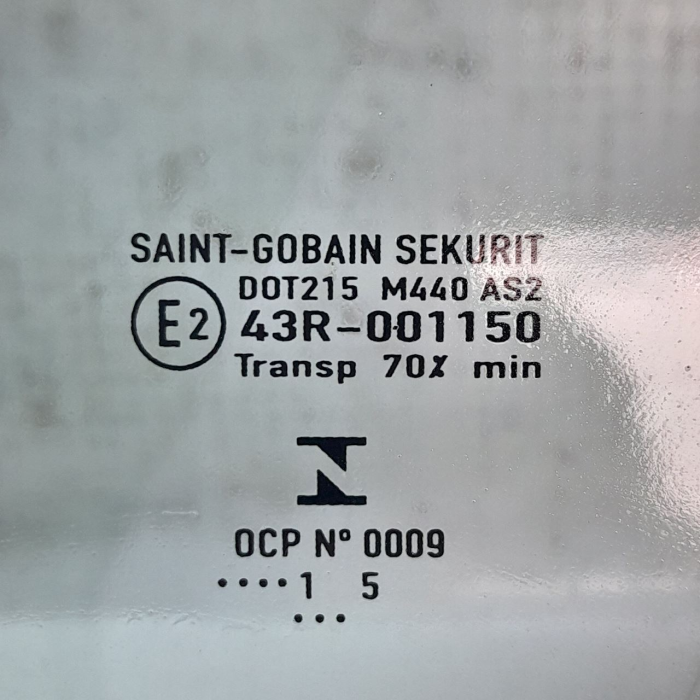 SAINT-GOBAIN SEKURIT
DOT215 M440 AS2
E2 43R-001150
Transp 70% min
OCP Nº 0009
····1 5
···